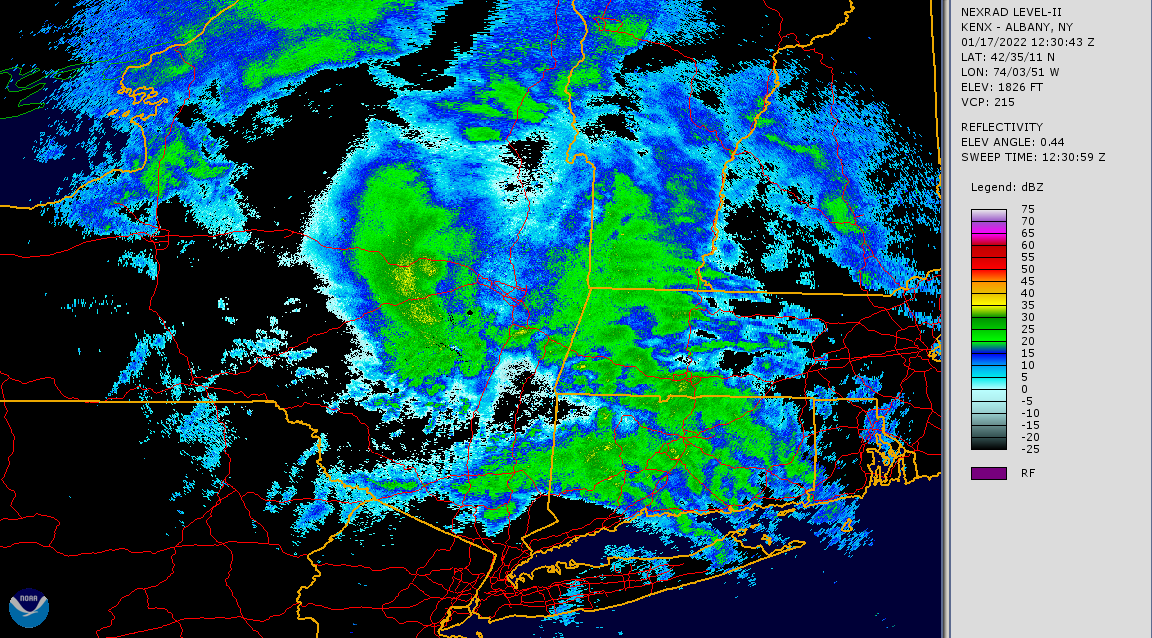 NEXRAD LEVEL-II
KENX - ALBANY, NY
01/17/2022 12:30:43 Z
LAT: 42/35/11 N
LON: 74/03/51 W
ELEV: 1826 FT
VCP: 215
REFLECTIVITY
ELEV ANGLE: 0.44
SWEEP TIME: 12:30:59 Z
Legend: dBZ
75
70
65
60
55
50
45
40
35
30
25
20
15
10
5
0
-5
-10
-15
-20
-25
RF
NOAA